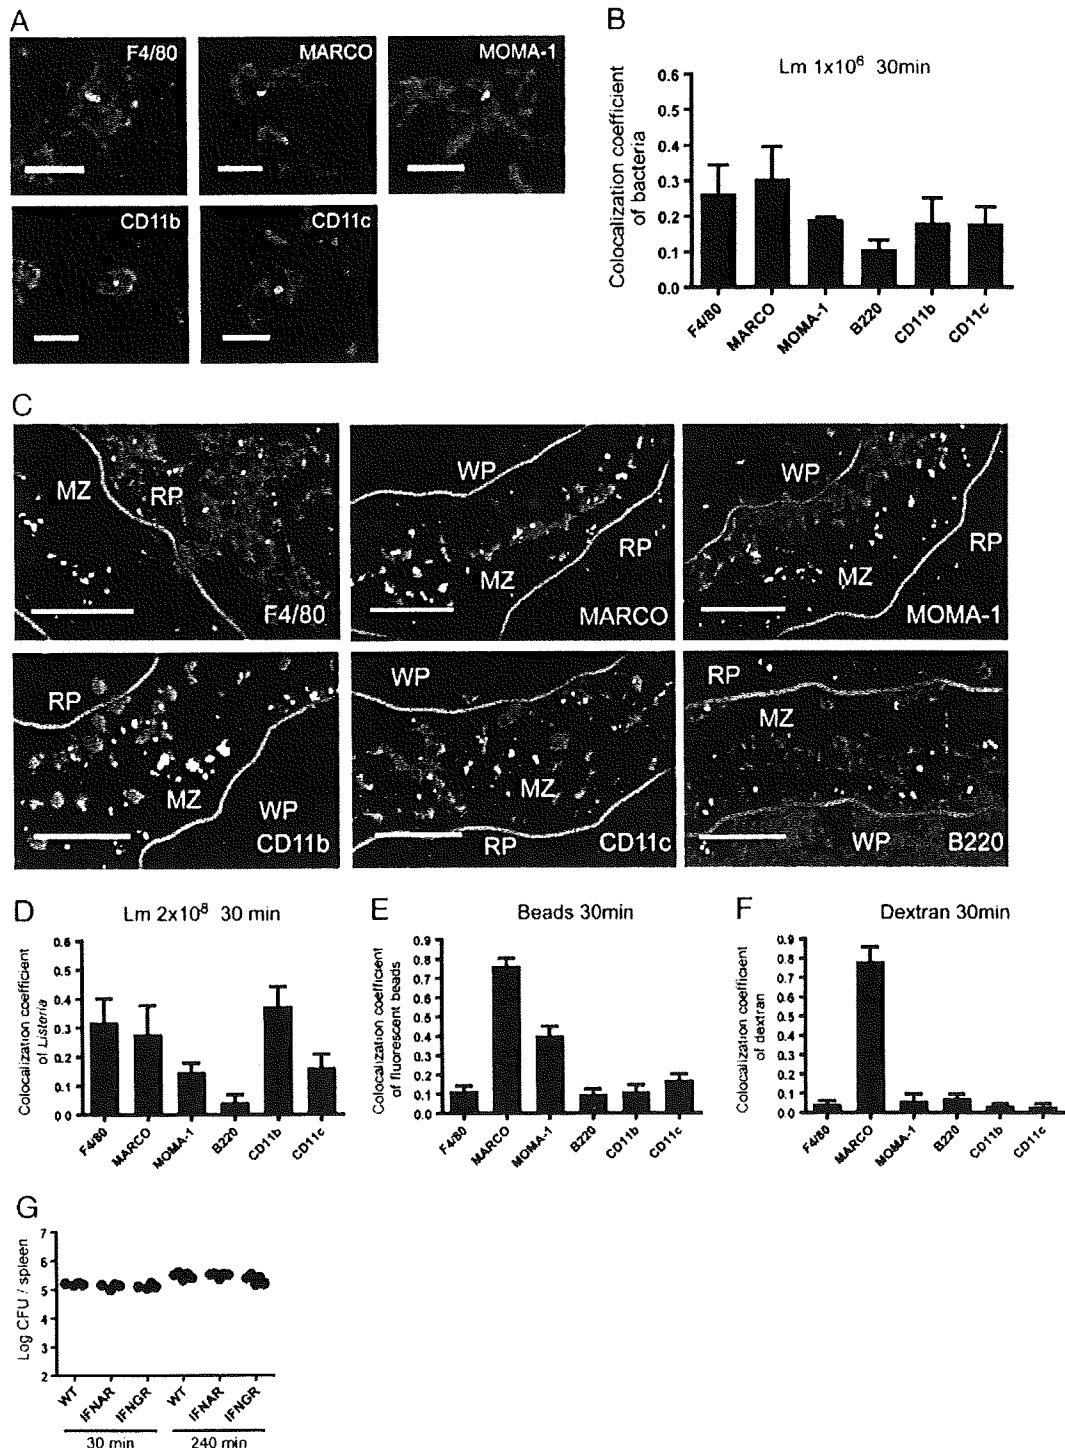 A
F4/80
MARCO
MOMA-1
CD11b
CD11c
B
Lm 1x10⁶ 30min
Colocalization coefficient
of bacteria
0.6
0.5
0.4
0.3
0.2
0.1
0.0
F4/80
MARCO
MOMA-1
B220
CD11b
CD11c
C
MZ
RP
F4/80
WP
MZ
RP
MARCO
WP
MZ
RP
MOMA-1
RP
MZ
WP
CD11b
WP
MZ
RP
CD11c
RP
MZ
WP
B220
D
Lm 2x10⁸ 30 min
Colocalization coefficient
of Listeria
0.6
0.5
0.4
0.3
0.2
0.1
0.0
F4/80
MARCO
MOMA-1
B220
CD11b
CD11c
E
Beads 30min
Colocalization coefficient
of fluorescent beads
0.9
0.8
0.7
0.6
0.5
0.4
0.3
0.2
0.1
0.0
F4/80
MARCO
MOMA-1
B220
CD11b
CD11c
F
Dextran 30min
Colocalization coefficient
of dextran
0.9
0.8
0.7
0.6
0.5
0.4
0.3
0.2
0.1
0.0
F4/80
MARCO
MOMA-1
B220
CD11b
CD11c
G
Log CFU / spleen
7
6
5
4
3
2
WT
IFNAR
IFNGR
WT
IFNAR
IFNGR
30 min
240 min